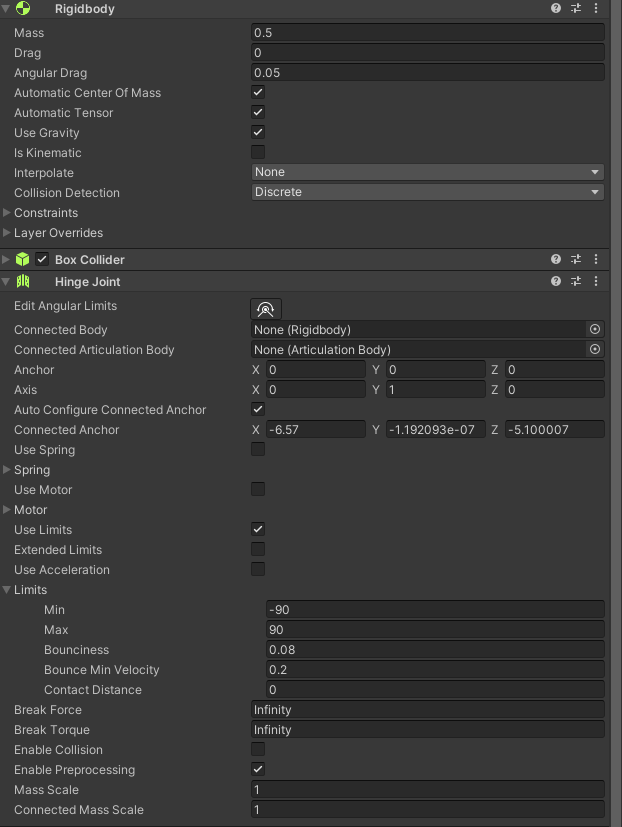 Rigidbody
Mass 0.5
Drag 0
Angular Drag 0.05
Automatic Center Of Mass
Automatic Tensor
Use Gravity
Is Kinematic
Interpolate None
Collision Detection Discrete
Constraints
Layer Overrides
Box Collider
Hinge Joint
Edit Angular Limits
Connected Body None (Rigidbody)
Connected Articulation Body None (Articulation Body)
Anchor X 0 Y 0 Z 0
Axis X 0 Y 1 Z 0
Auto Configure Connected Anchor
Connected Anchor X -6.57 Y -1.192093e-07 Z -5.100007
Use Spring
Spring
Use Motor
Motor
Use Limits
Extended Limits
Use Acceleration
Limits
Min -90
Max 90
Bounciness 0.08
Bounce Min Velocity 0.2
Contact Distance 0
Break Force Infinity
Break Torque Infinity
Enable Collision
Enable Preprocessing
Mass Scale 1
Connected Mass Scale 1